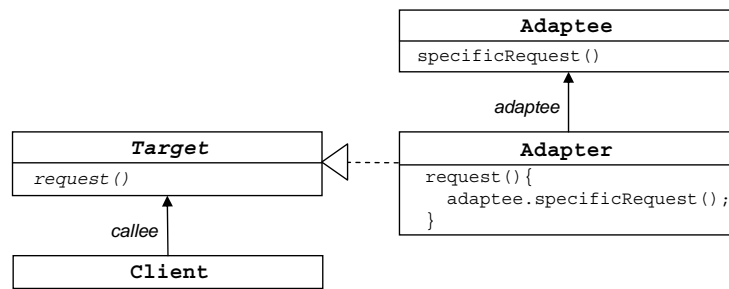 Adaptee
specificRequest()
adaptee
Target
request()
Adapter
request(){
adaptee.specificRequest();
}
callee
Client